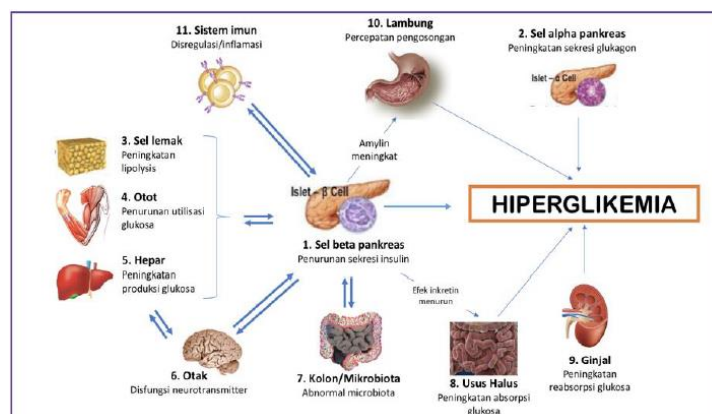 11. Sistem imun
Disregulasi/inflamasi
10. Lambung
Percepatan pengosongan
2. Sel alpha pankreas
Peningkatan sekresi glukagon
Islet – α Cell
3. Sel lemak
Peningkatan
lipolysis
Amylin
meningkat
4. Otot
Penurunan utilisasi
glukosa
Islet – β Cell
HIPERGLIKEMIA
1. Sel beta pankreas
Penurunan sekresi insulin
5. Hepar
Peningkatan
produksi glukosa
Efek inkretin
menurun
6. Otak
Disfungsi neurotransmitter
7. Kolon/Mikrobiota
Abnormal microbiota
8. Usus Halus
Peningkatan absorpsi
glukosa
9. Ginjal
Peningkatan
reabsorpsi glukosa